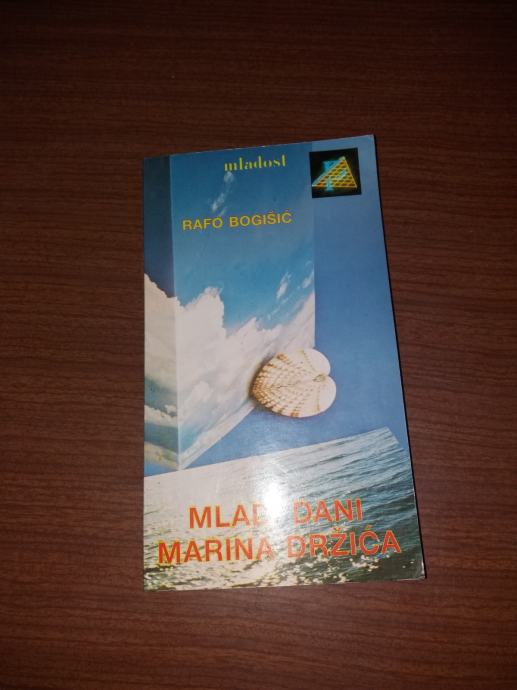 mladost
RAFO BOGIŠIĆ
MLADI DANI
MARINA DRŽIĆA